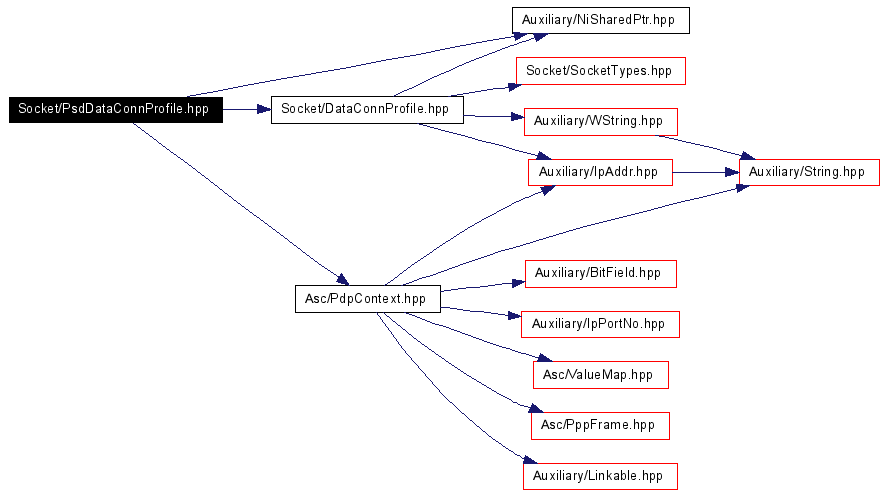 Auxiliary/NiSharedPtr.hpp
Socket/SocketTypes.hpp
Socket/PsdDataConnProfile.hpp
Socket/DataConnProfile.hpp
Auxiliary/WString.hpp
Auxiliary/IpAddr.hpp
Auxiliary/String.hpp
Auxiliary/BitField.hpp
Asc/PdpContext.hpp
Auxiliary/IpPortNo.hpp
Asc/ValueMap.hpp
Asc/PppFrame.hpp
Auxiliary/Linkable.hpp